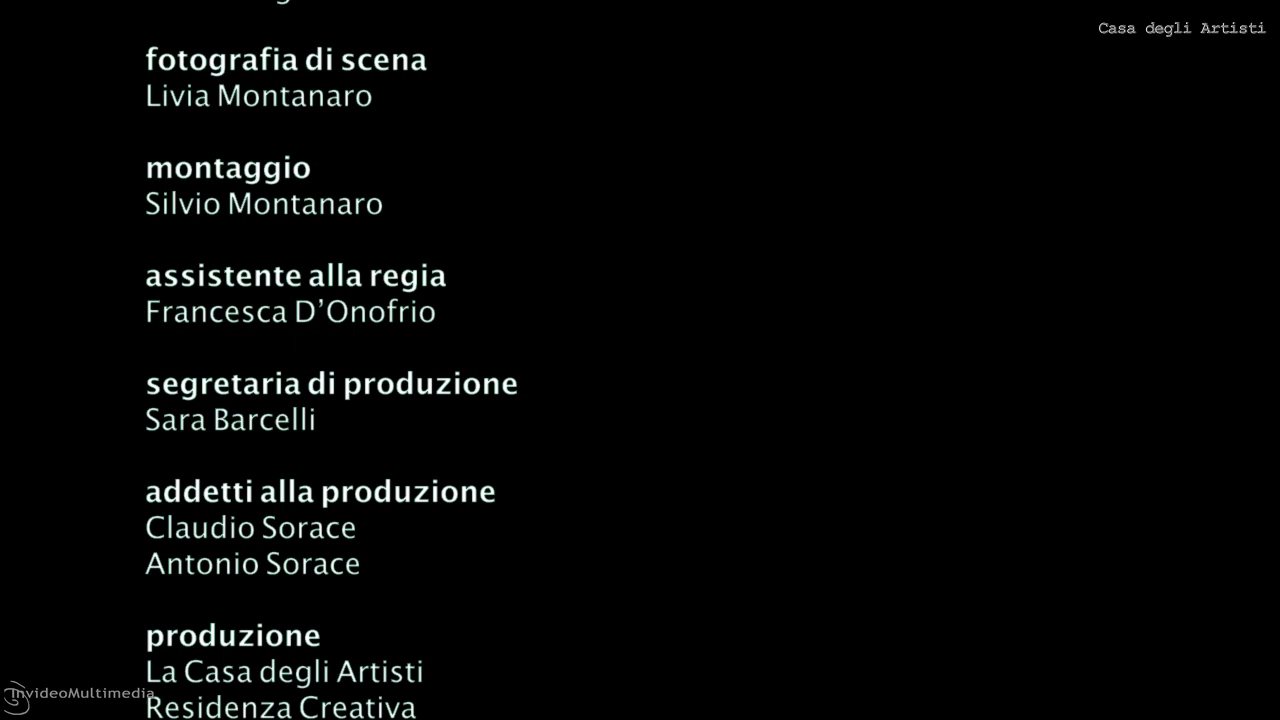 Casa degli Artisti
fotografia di scena
Livia Montanaro
montaggio
Silvio Montanaro
assistente alla regia
Francesca D’Onofrio
segretaria di produzione
Sara Barcelli
addetti alla produzione
Claudio Sorace
Antonio Sorace
produzione
La Casa degli Artisti
InvideoMultimedia
Residenza Creativa